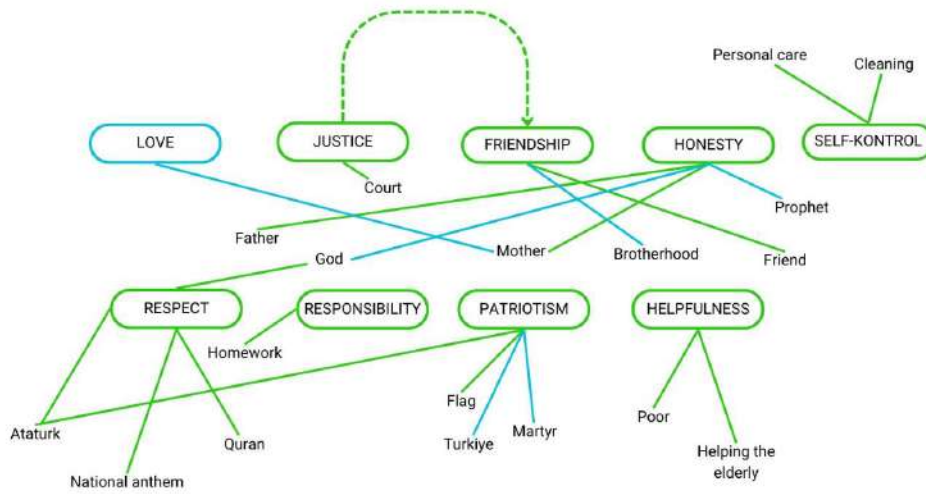 Personal care
Cleaning
LOVE
JUSTICE
FRIENDSHIP
HONESTY
SELF-KONTROL
Court
Prophet
Father
God
Mother
Brotherhood
Friend
RESPECT
RESPONSIBILITY
PATRIOTISM
HELPFULNESS
Homework
Flag
Poor
Ataturk
Quran
Turkiye
Martyr
Helping the
elderly
National anthem